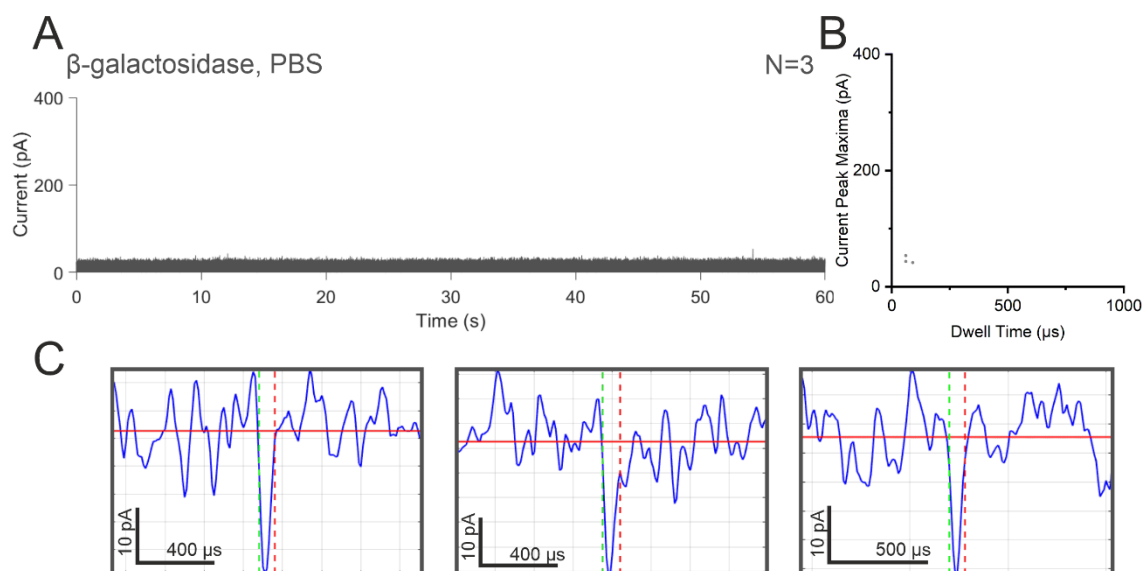 A
β-galactosidase, PBS
N=3
400
200
0
Current (pA)
0 10 20 30 40 50 60
Time (s)
B
400
200
0
Current Peak Maxima (pA)
0 500 1000
Dwell Time (µs)
C
10 pA
400 µs
10 pA
400 µs
10 pA
500 µs